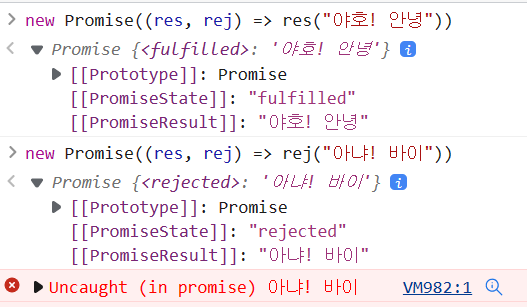 > new Promise((res, rej) => res("야호! 안녕"))
< ▼ Promise {<fulfilled>: '야호! 안녕'} i
▶ [[Prototype]]: Promise
[[PromiseState]]: "fulfilled"
[[PromiseResult]]: "야호! 안녕"
> new Promise((res, rej) => rej("아냐! 바이"))
< ▼ Promise {<rejected>: '아냐! 바이'} i
▶ [[Prototype]]: Promise
[[PromiseState]]: "rejected"
[[PromiseResult]]: "아냐! 바이"
▶ Uncaught (in promise) 아냐! 바이 VM982:1